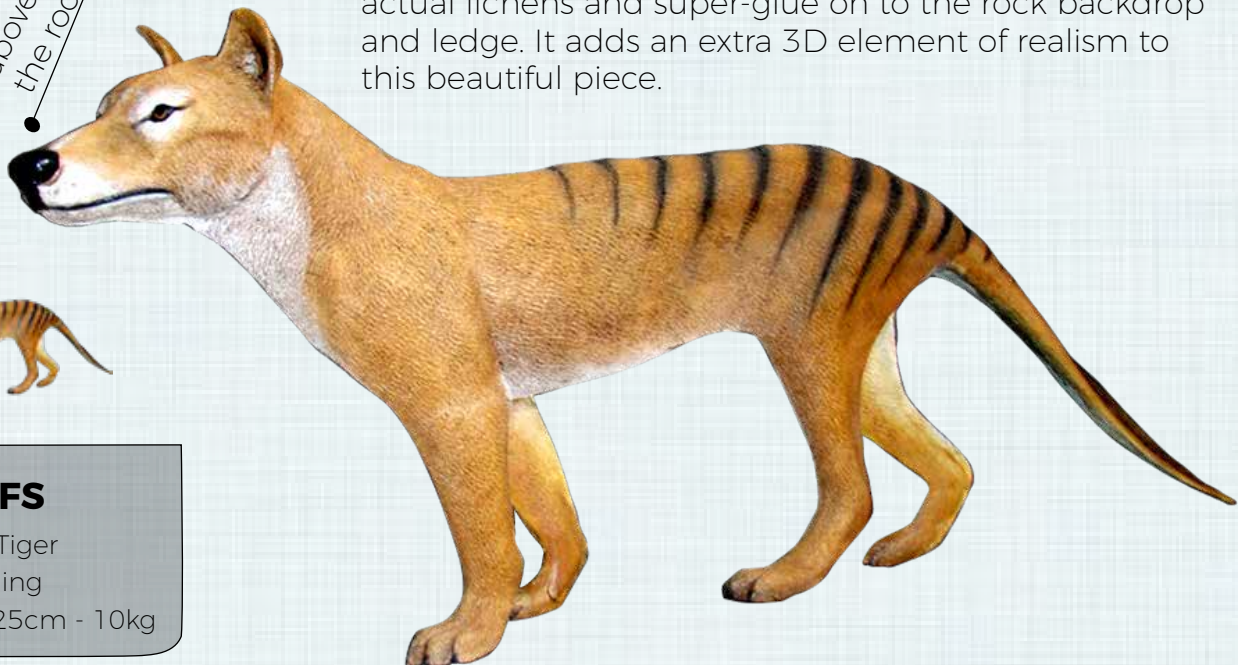 above
the roc
actual lichens and super-glue on to the rock backdrop
and ledge. It adds an extra 3D element of realism to
this beautiful piece.
FS
Tiger
ing
25cm - 10kg